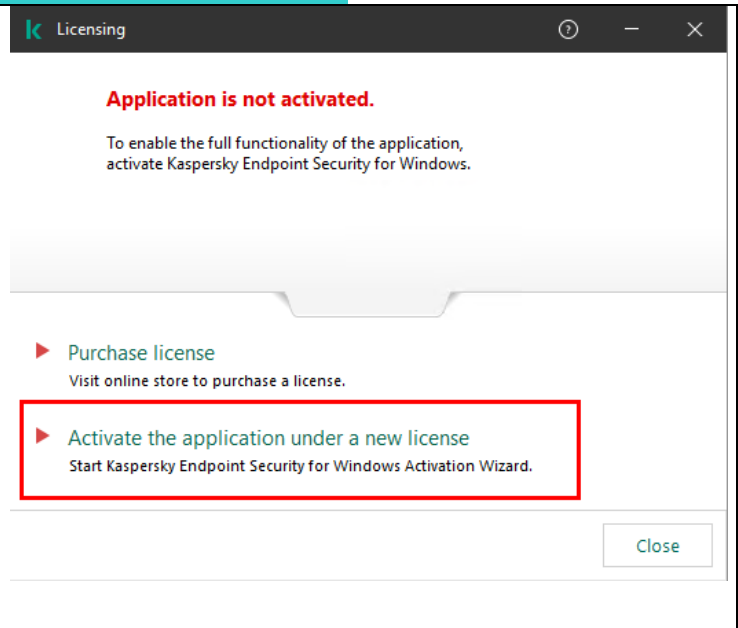 Licensing
Application is not activated.
To enable the full functionality of the application,
activate Kaspersky Endpoint Security for Windows.
Purchase license
Visit online store to purchase a license.
Activate the application under a new license
Start Kaspersky Endpoint Security for Windows Activation Wizard.
Close